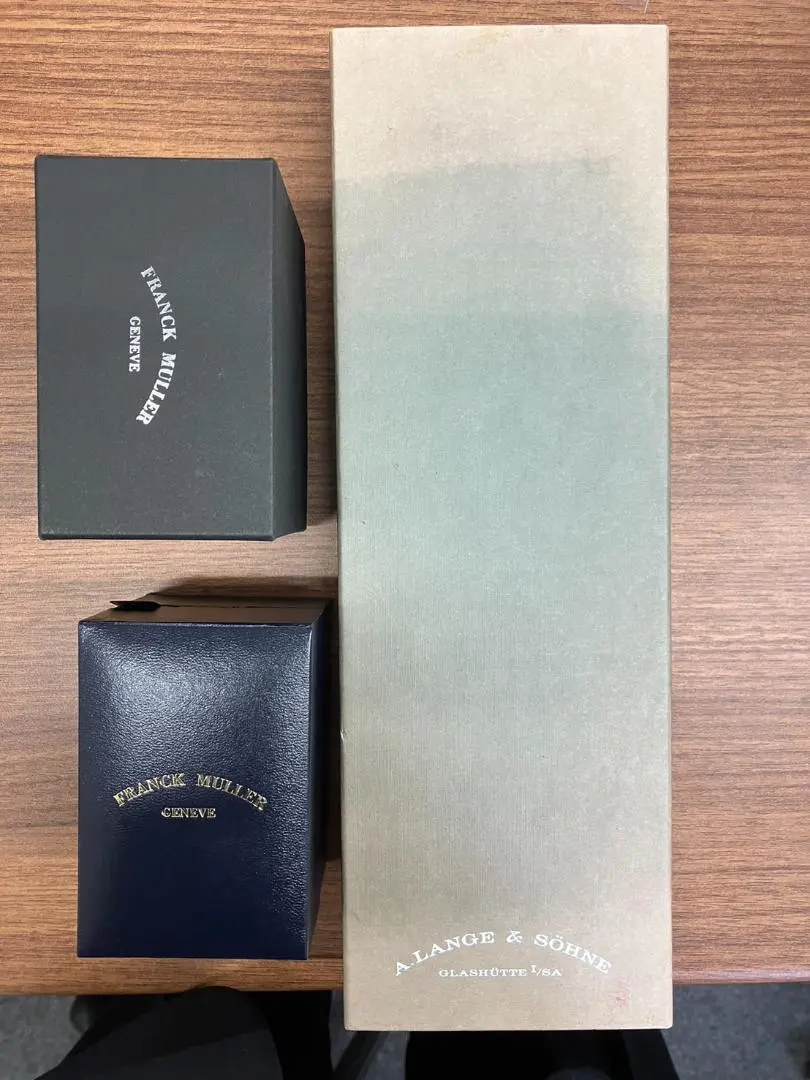 FRANCK MULLER
GENEVE
FRANCK MULLER
GENEVE
A. LANGE & SÖHNE
GLASHÜTTE I/SA